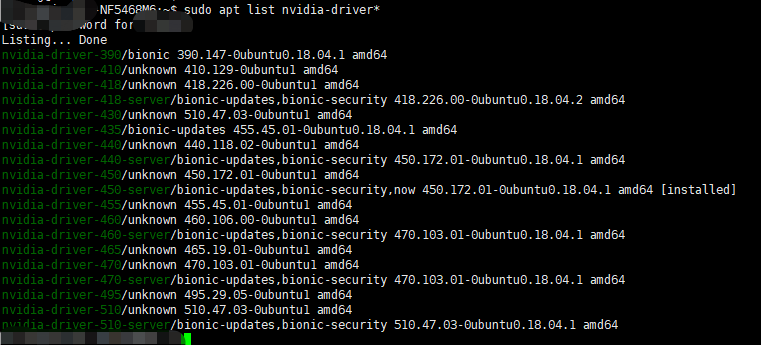 -NF5468M6:~$ sudo apt list nvidia-driver*
password for
Listing... Done
nvidia-driver-390/bionic 390.147-0ubuntu0.18.04.1 amd64
nvidia-driver-410/unknown 410.129-0ubuntu1 amd64
nvidia-driver-418/unknown 418.226.00-0ubuntu1 amd64
nvidia-driver-418-server/bionic-updates,bionic-security 418.226.00-0ubuntu0.18.04.2 amd64
nvidia-driver-430/unknown 510.47.03-0ubuntu1 amd64
nvidia-driver-435/bionic-updates 455.45.01-0ubuntu0.18.04.1 amd64
nvidia-driver-440/unknown 440.118.02-0ubuntu1 amd64
nvidia-driver-440-server/bionic-updates,bionic-security 450.172.01-0ubuntu0.18.04.1 amd64
nvidia-driver-450/unknown 450.172.01-0ubuntu1 amd64
nvidia-driver-450-server/bionic-updates,bionic-security,now 450.172.01-0ubuntu0.18.04.1 amd64 [installed]
nvidia-driver-455/unknown 455.45.01-0ubuntu1 amd64
nvidia-driver-460/unknown 460.106.00-0ubuntu1 amd64
nvidia-driver-460-server/bionic-updates,bionic-security 470.103.01-0ubuntu0.18.04.1 amd64
nvidia-driver-465/unknown 465.19.01-0ubuntu1 amd64
nvidia-driver-470/unknown 470.103.01-0ubuntu1 amd64
nvidia-driver-470-server/bionic-updates,bionic-security 470.103.01-0ubuntu0.18.04.1 amd64
nvidia-driver-495/unknown 495.29.05-0ubuntu1 amd64
nvidia-driver-510/unknown 510.47.03-0ubuntu1 amd64
nvidia-driver-510-server/bionic-updates,bionic-security 510.47.03-0ubuntu0.18.04.1 amd64